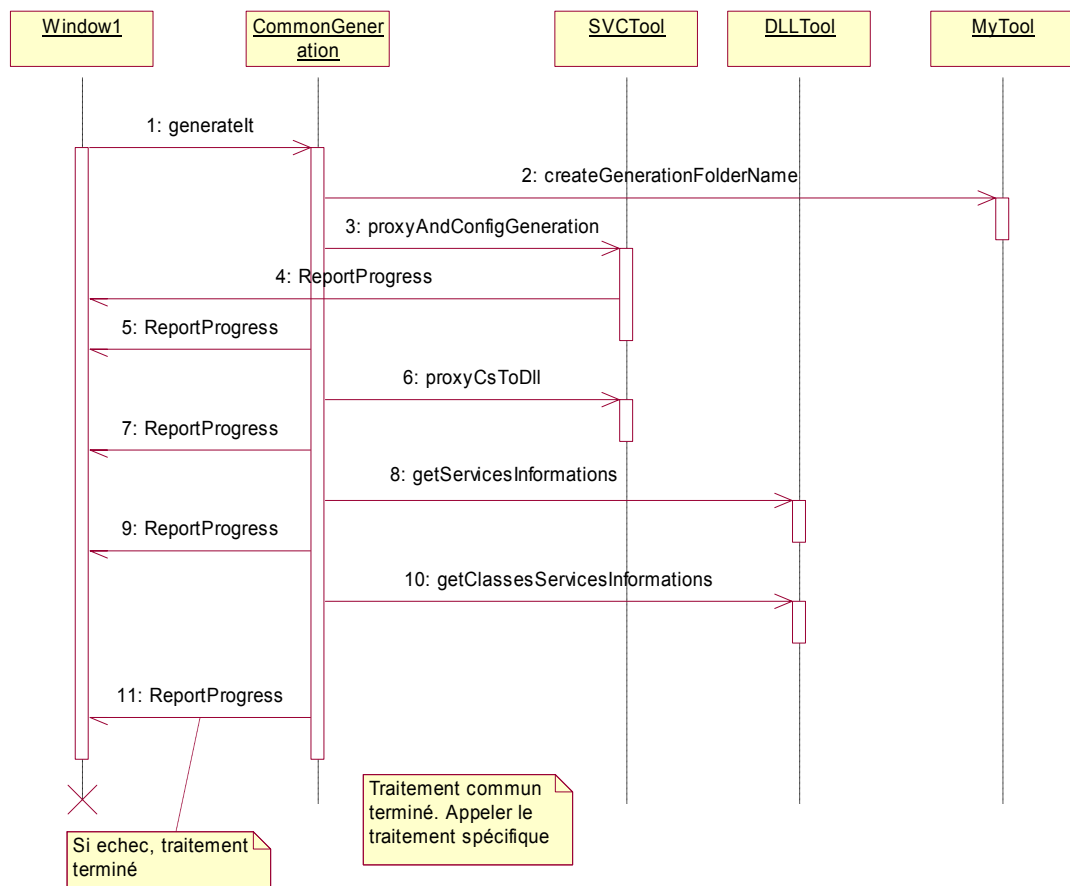 Window1
CommonGener
ation
SVCTool
DLLTool
MyTool
1: generateIt
2: createGenerationFolderName
3: proxyAndConfigGeneration
4: ReportProgress
5: ReportProgress
6: proxyCsToDll
7: ReportProgress
8: getServicesInformations
9: ReportProgress
10: getClassesServicesInformations
11: ReportProgress
Traitement commun
terminé. Appeler le
traitement spécifique
Si echec, traitement
terminé